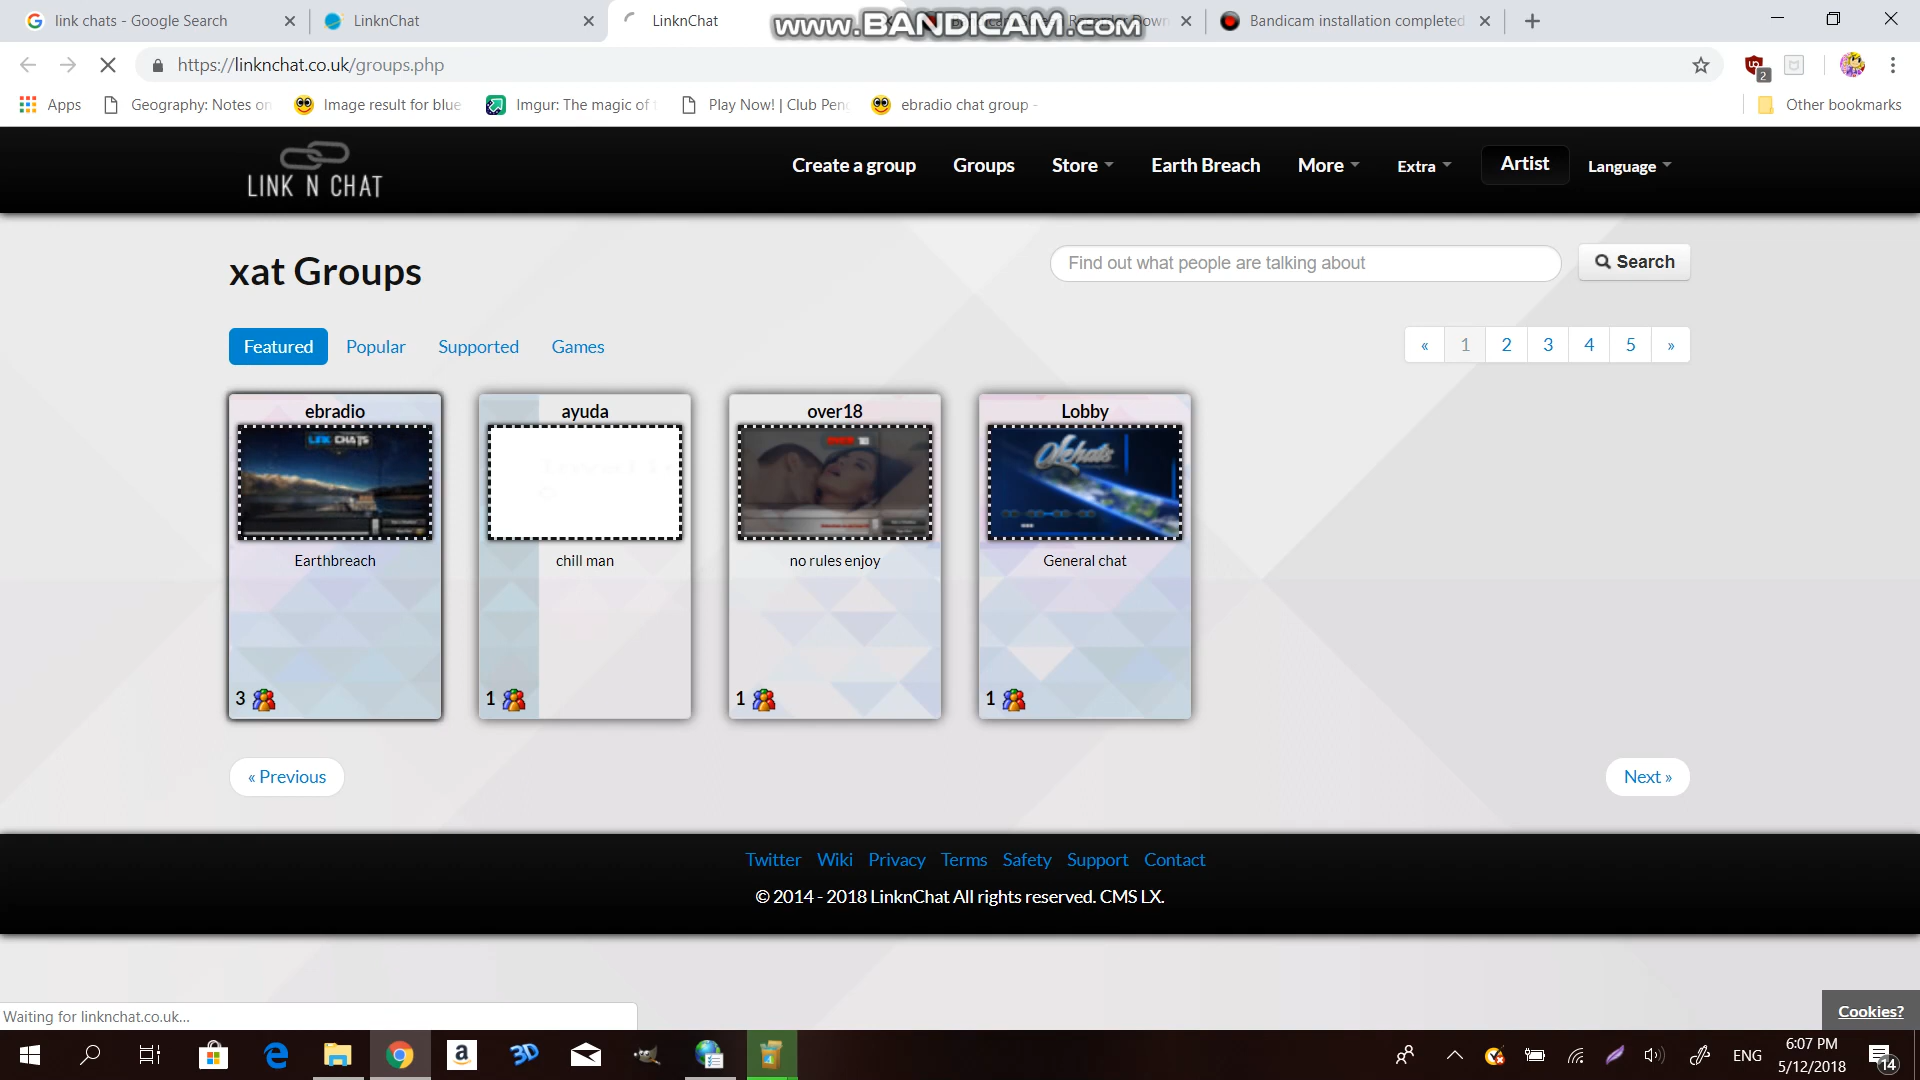 link chats - Google Search
LinknChat
LinknChat
www.BANDICAM.com
Bandicam installation completed
https://linknchat.co.uk/groups.php
2
Apps
Geography: Notes on
Image result for blue
Imgur: The magic of
Play Now! | Club Peng
ebradio chat group -
Other bookmarks
LINK N CHAT
Create a group
Groups
Store
Earth Breach
More
Extra
Artist
Language
xat Groups
Find out what people are talking about
Search
Featured
Popular
Supported
Games
« 1 2 3 4 5 »
ebradio
ayuda
over18
Lobby
LINK CHATS
Earthbreach
chill man
no rules enjoy
General chat
3
1
1
1
« Previous
Next »
Twitter Wiki Privacy Terms Safety Support Contact
© 2014 - 2018 LinknChat All rights reserved. CMS LX.
Cookies?
Waiting for linknchat.co.uk...
ENG
6:07 PM
5/12/2018
14